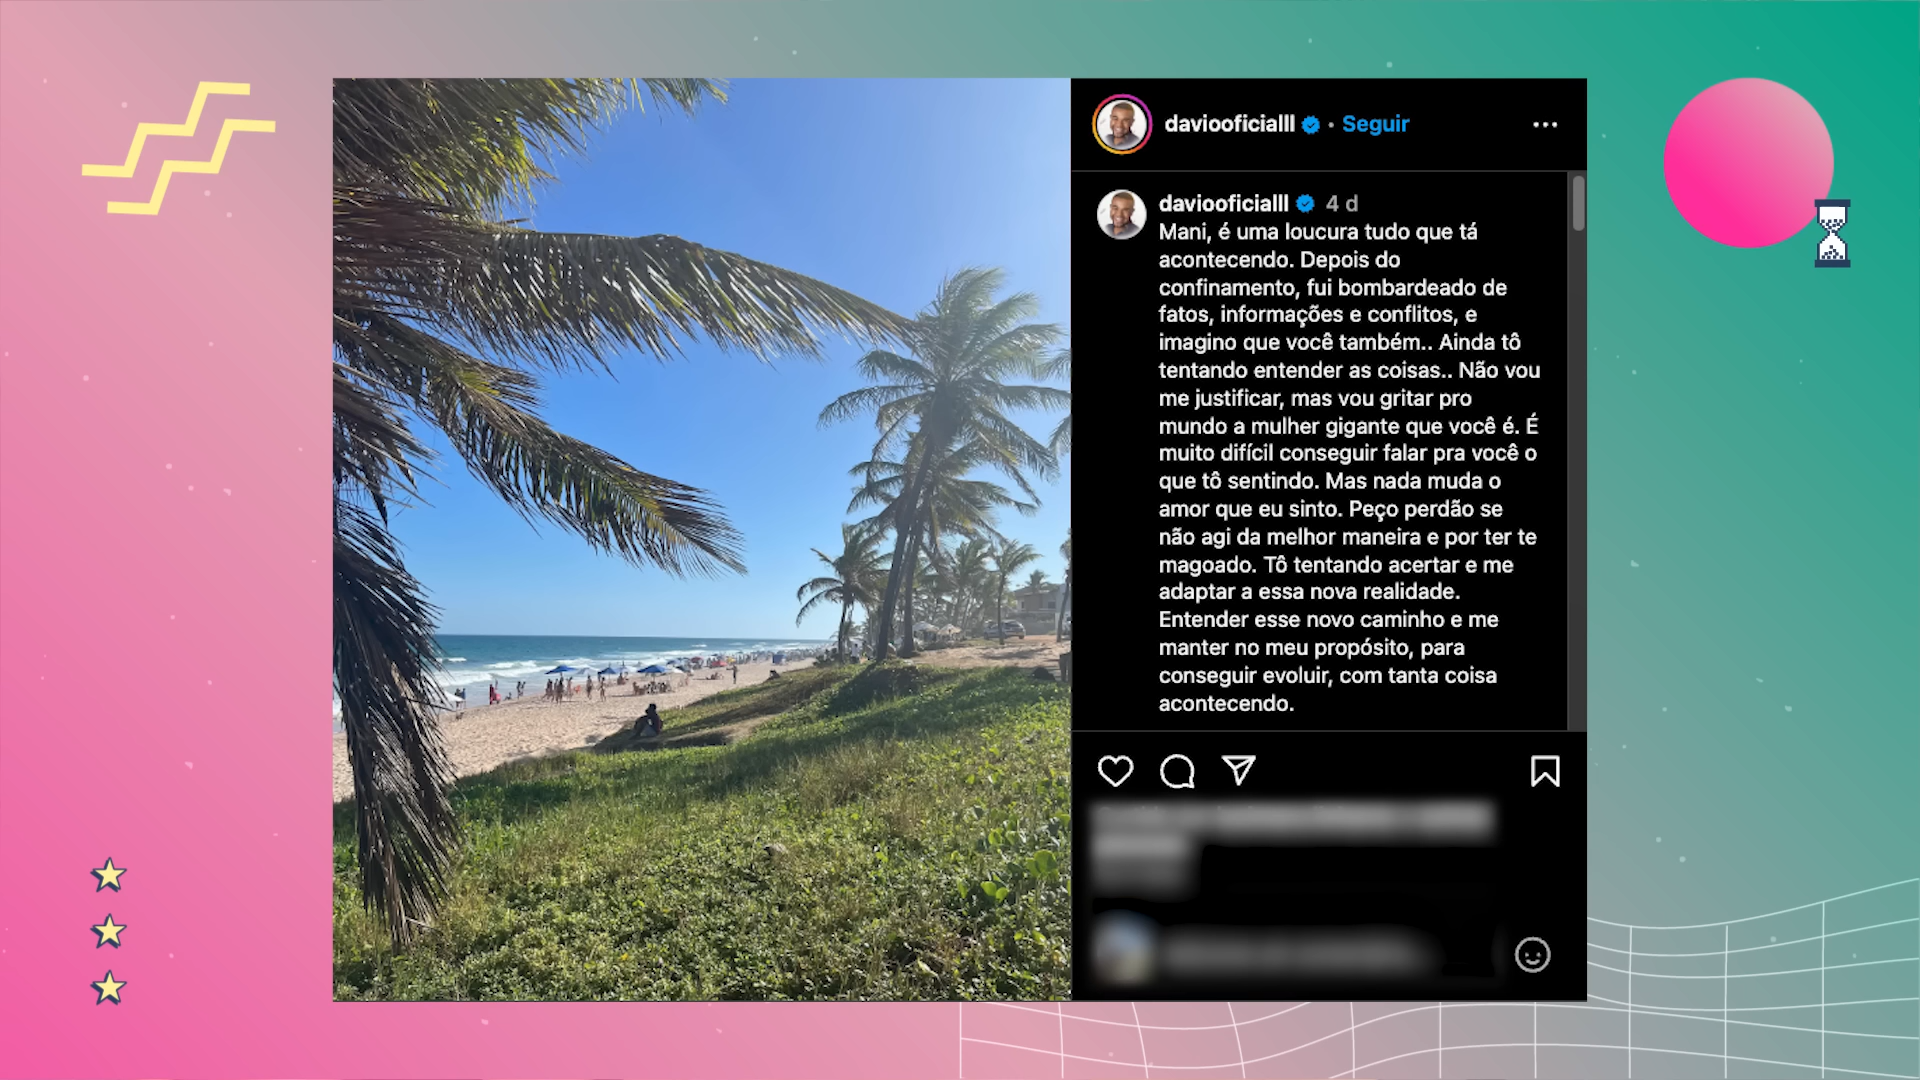 daviooficialll • Seguir
daviooficialll 4 d
Mani, é uma loucura tudo que tá
acontecendo. Depois do
confinamento, fui bombardeado de
fatos, informações e conflitos, e
imagino que você também.. Ainda tô
tentando entender as coisas.. Não vou
me justificar, mas vou gritar pro
mundo a mulher gigante que você é. É
muito difícil conseguir falar pra você o
que tô sentindo. Mas nada muda o
amor que eu sinto. Peço perdão se
não agi da melhor maneira e por ter te
magoado. Tô tentando acertar e me
adaptar a essa nova realidade.
Entender esse novo caminho e me
manter no meu propósito, para
conseguir evoluir, com tanta coisa
acontecendo.